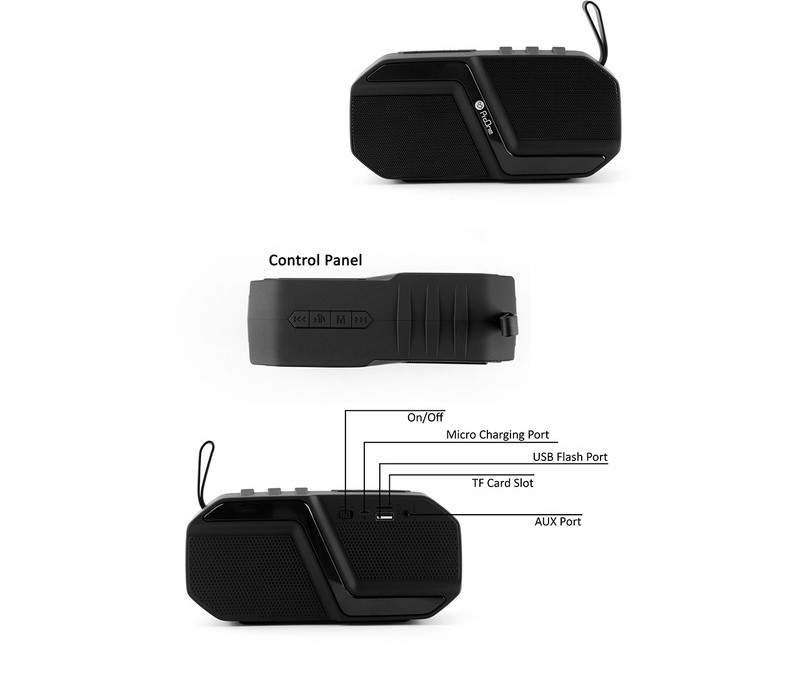 ProOne
Control Panel
M
On/Off
Micro Charging Port
USB Flash Port
TF Card Slot
AUX Port